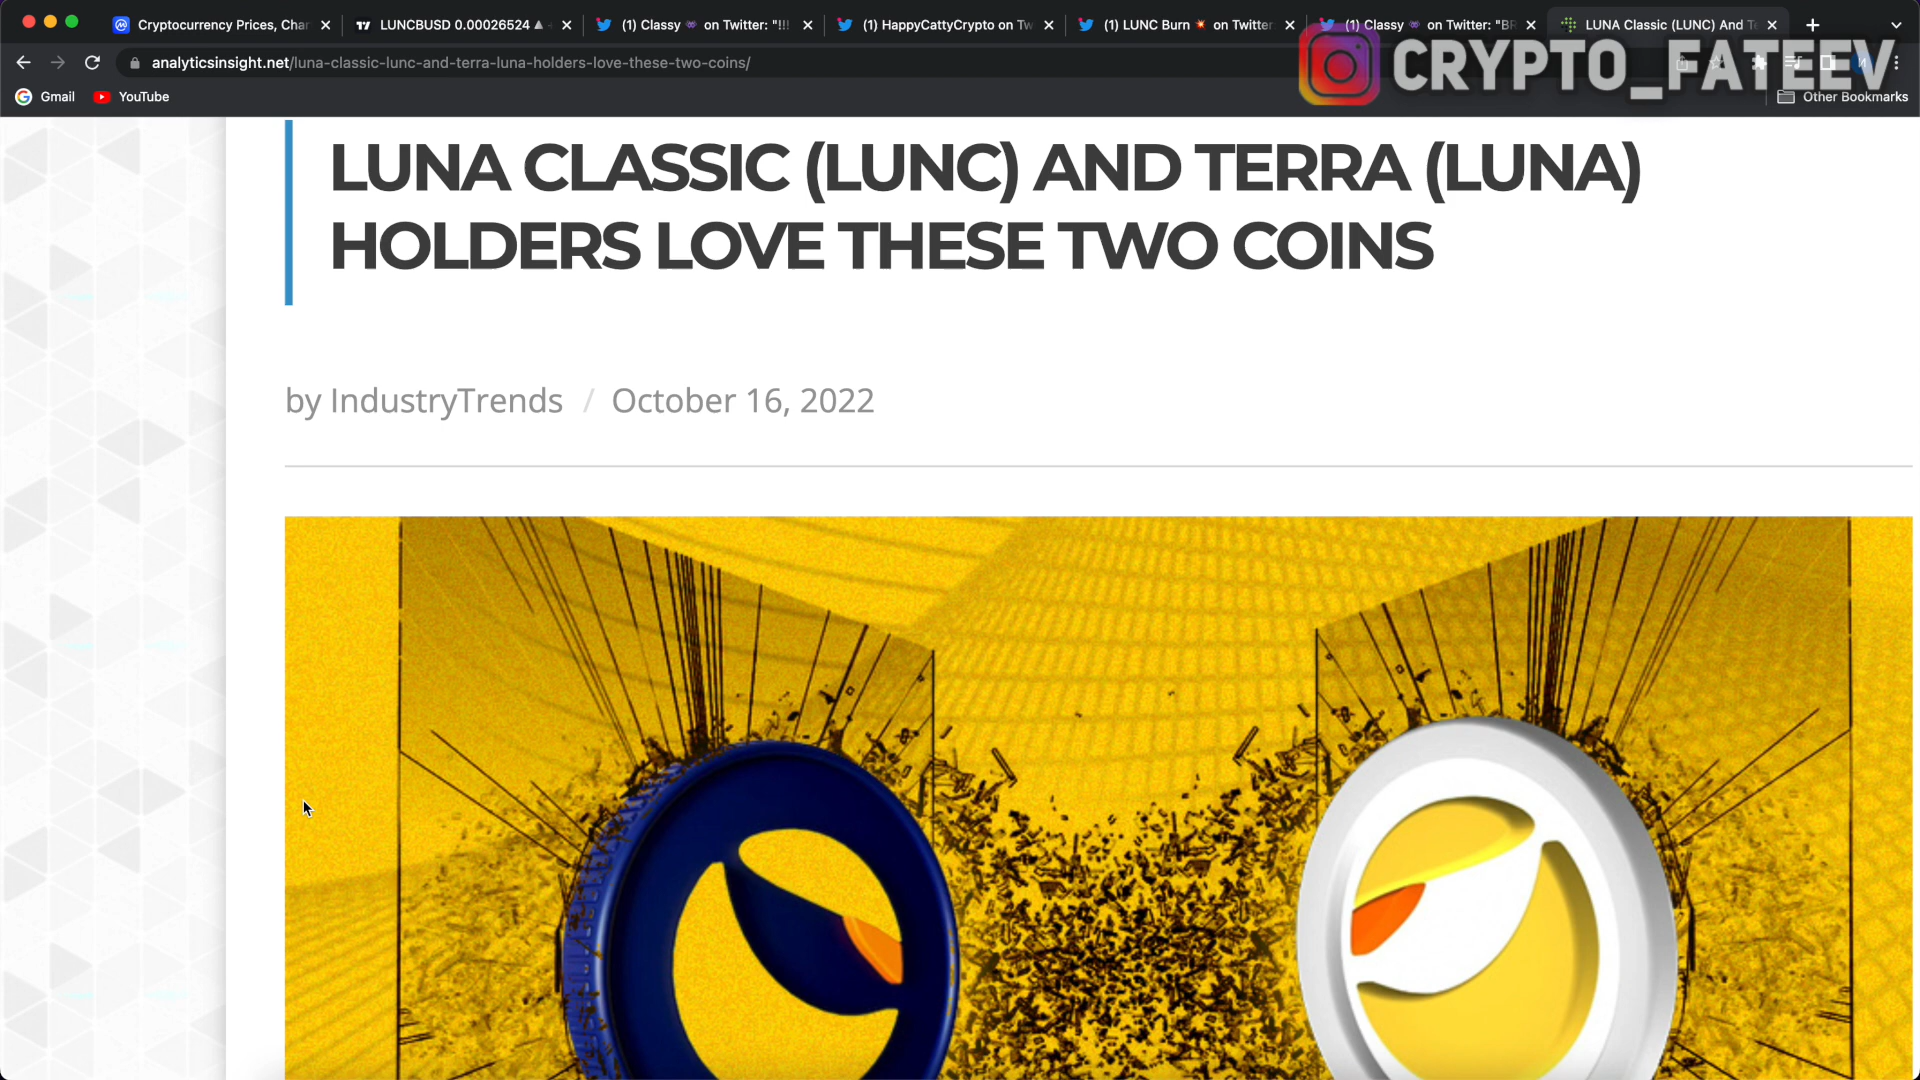 Cryptocurrency Prices, Char
LUNCBUSD 0.00026524 ▲
(1) Classy 👾 on Twitter: "!!!
(1) HappyCattyCrypto on Tw
(1) LUNC Burn 💥 on Twitter
(1) Classy 👾 on Twitter: "BR
LUNA Classic (LUNC) And Te
analyticsinsight.net/luna-classic-lunc-and-terra-luna-holders-love-these-two-coins/
CRYPTO_FATEEV
Gmail
YouTube
Other Bookmarks
LUNA CLASSIC (LUNC) AND TERRA (LUNA)
HOLDERS LOVE THESE TWO COINS
by IndustryTrends / October 16, 2022